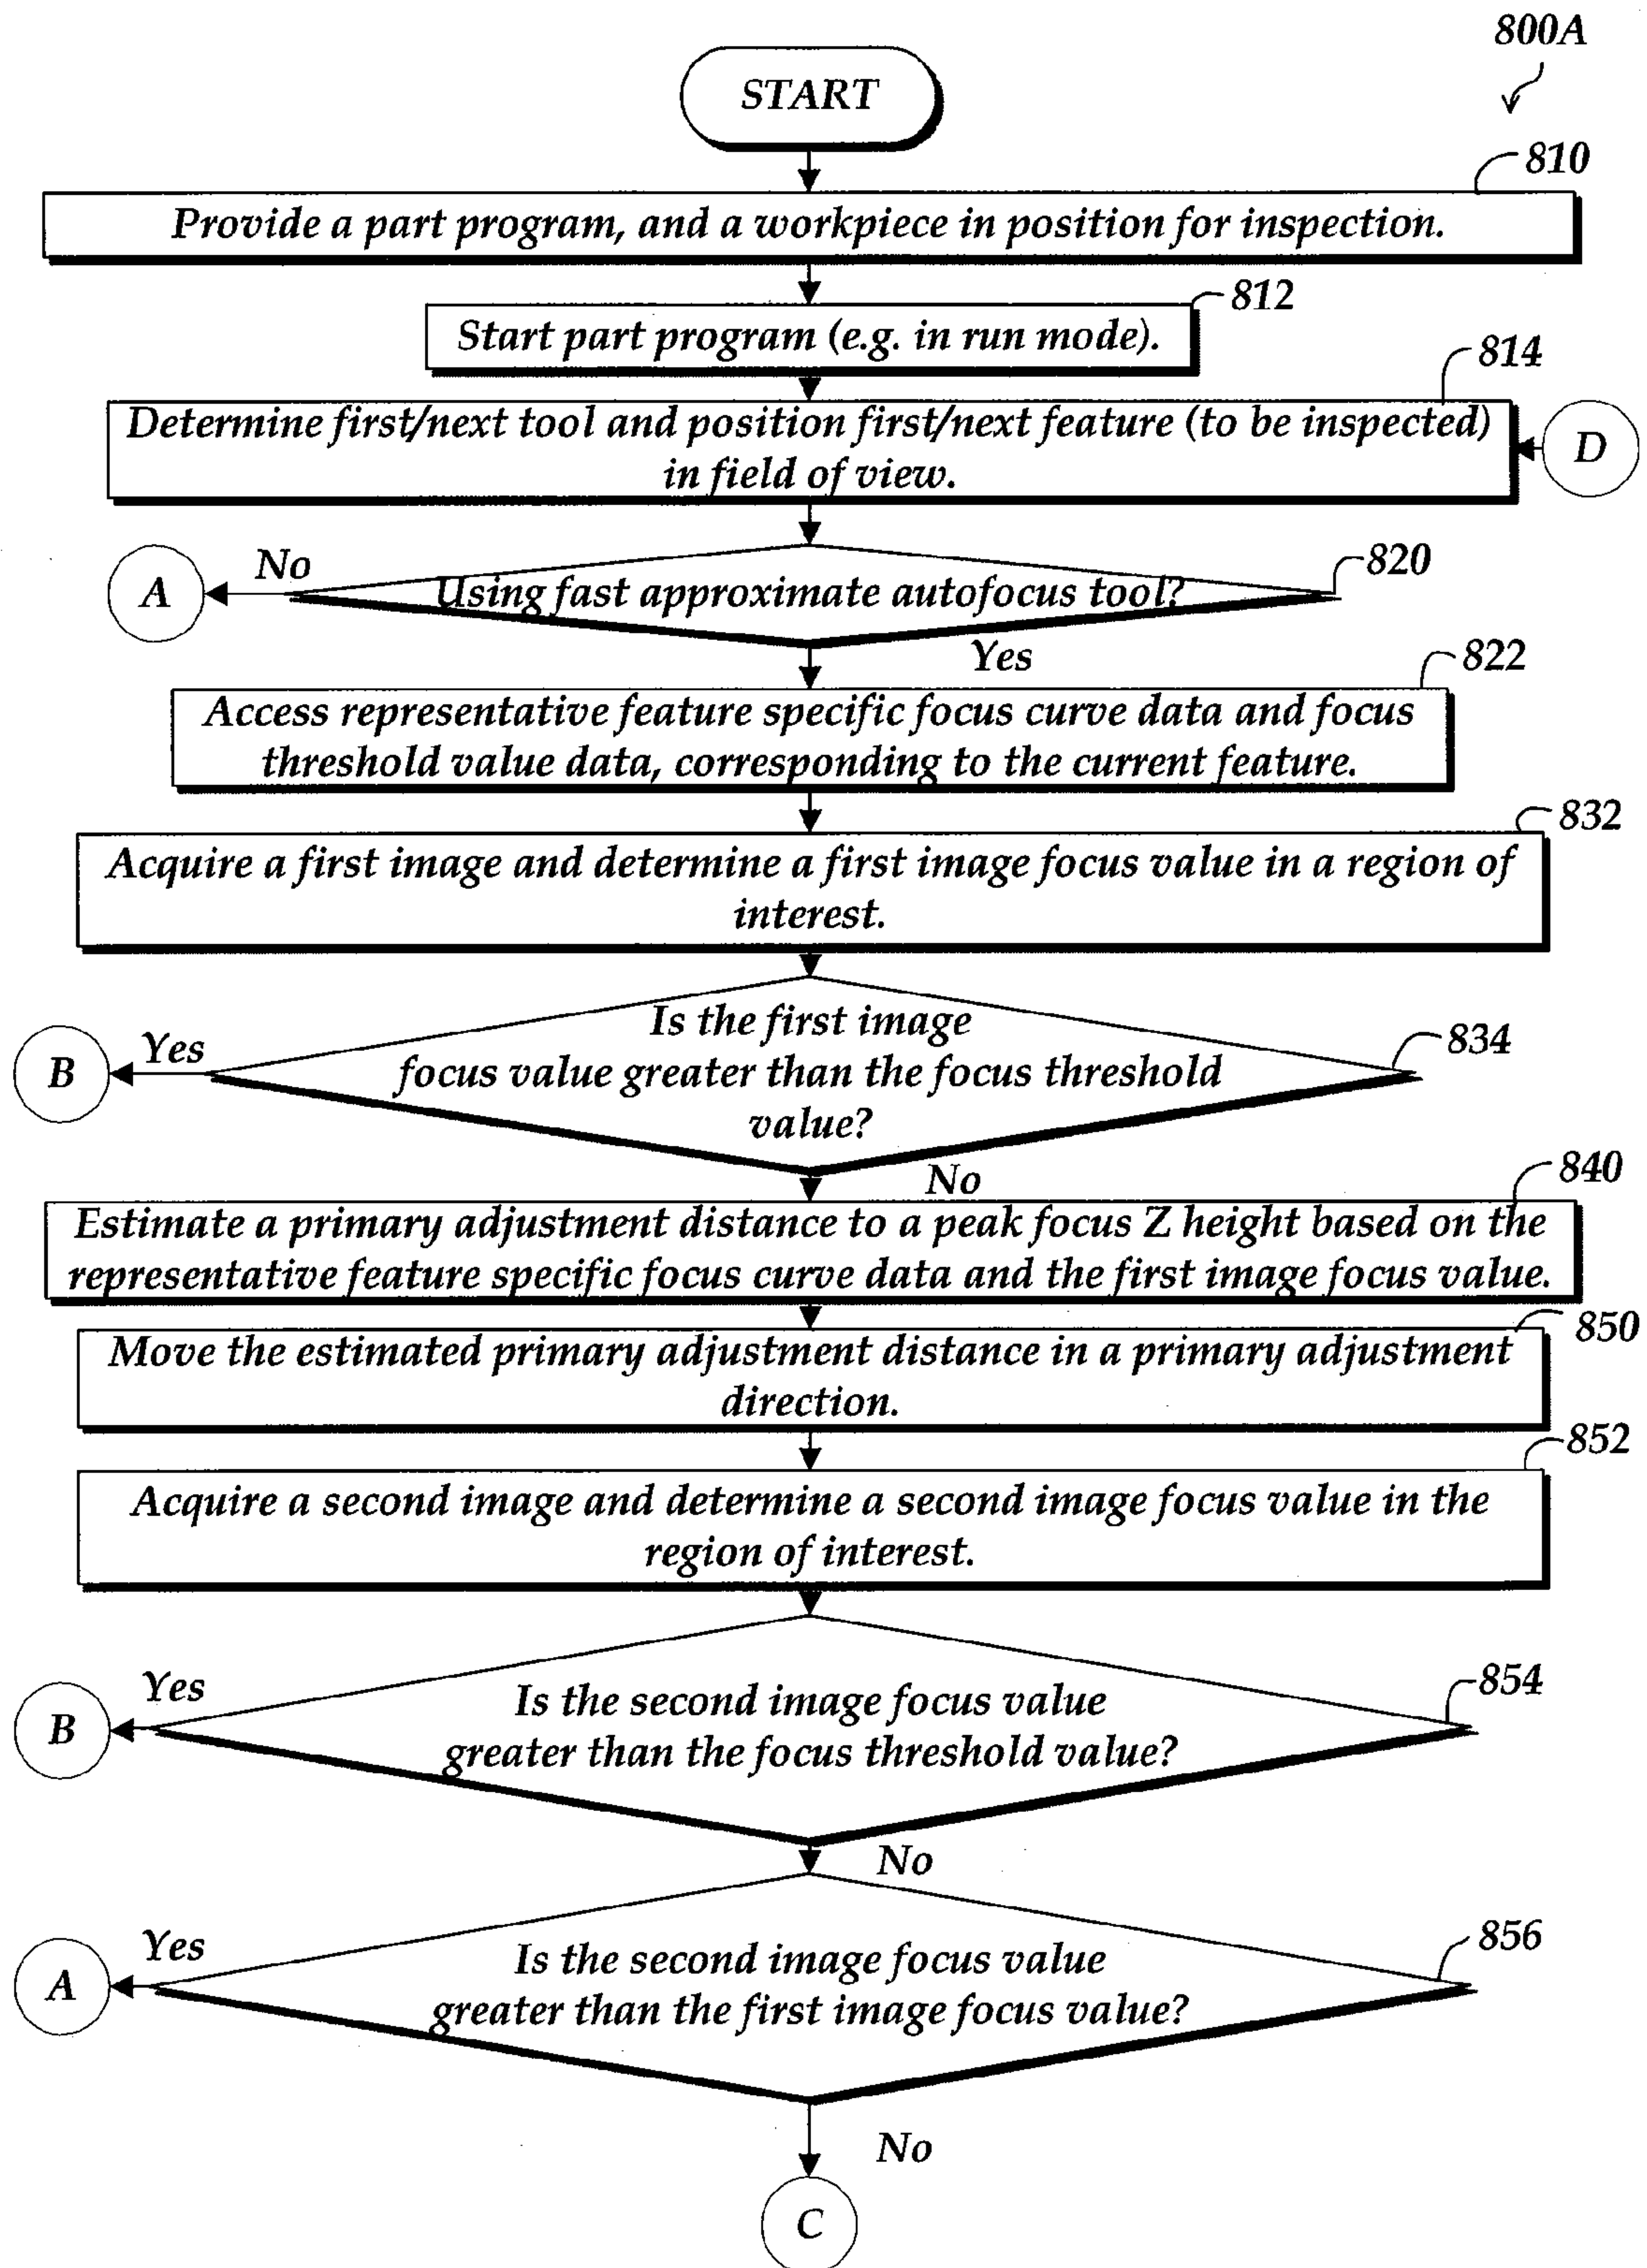 800A
START
810
Provide a part program, and a workpiece in position for inspection.
812
Start part program (e.g. in run mode).
814
Determine first/next tool and position first/next feature (to be inspected)
in field of view.
D
820
A
No
Using fast approximate autofocus tool?
Yes
822
Access representative feature specific focus curve data and focus
threshold value data, corresponding to the current feature.
832
Acquire a first image and determine a first image focus value in a region of
interest.
Is the first image
834
B
Yes
focus value greater than the focus threshold
value?
No
840
Estimate a primary adjustment distance to a peak focus Z height based on the
representative feature specific focus curve data and the first image focus value.
850
Move the estimated primary adjustment distance in a primary adjustment
direction.
852
Acquire a second image and determine a second image focus value in the
region of interest.
854
B
Yes
Is the second image focus value
greater than the focus threshold value?
No
856
A
Yes
Is the second image focus value
greater than the first image focus value?
No
C